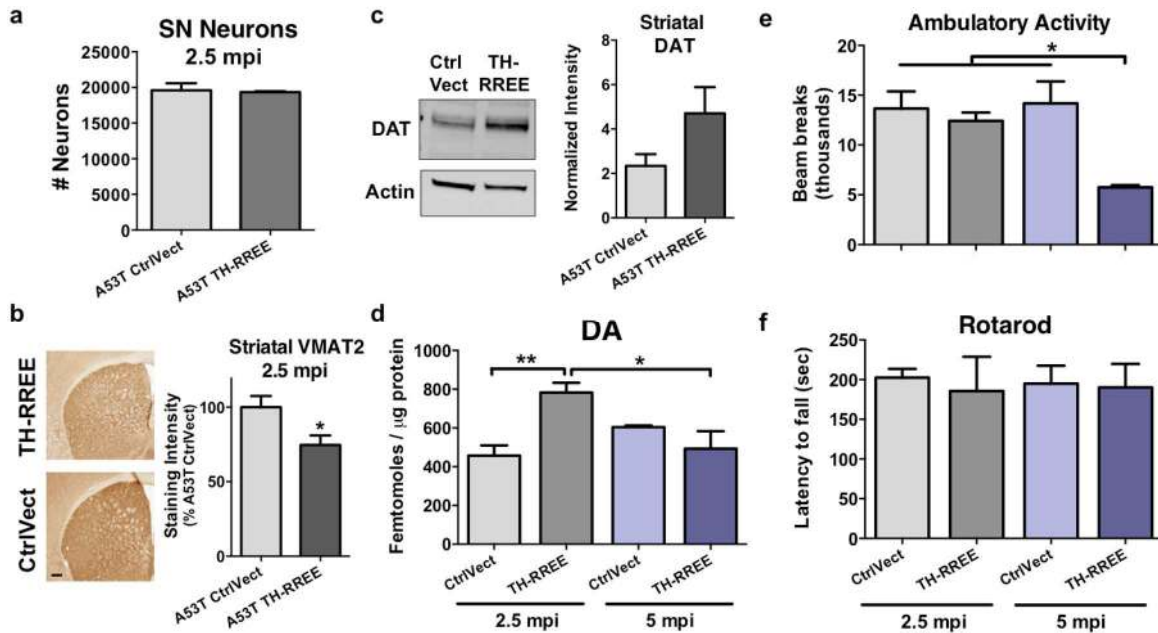 a
SN Neurons
2.5 mpi
# Neurons
25000
20000
15000
10000
5000
0
A53T CtrlVect
A53T TH-RREE
b
TH-RREE
CtrlVect
Striatal VMAT2
2.5 mpi
Staining Intensity
(% A53T CtrlVect)
100
50
0
*
A53T CtrlVect
A53T TH-RREE
c
Ctrl
Vect
TH-
RREE
DAT
Actin
Striatal
DAT
Normalized Intensity
8
6
4
2
0
A53T CtrlVect
A53T TH-RREE
d
DA
Femtomoles / µg protein
1000
800
600
400
200
0
**
*
CtrlVect
TH-RREE
CtrlVect
TH-RREE
2.5 mpi
5 mpi
e
Ambulatory Activity
Beam breaks
(thousands)
20
15
10
5
0
*
f
Rotarod
Latency to fall (sec)
300
250
200
150
100
50
0
CtrlVect
TH-RREE
CtrlVect
TH-RREE
2.5 mpi
5 mpi